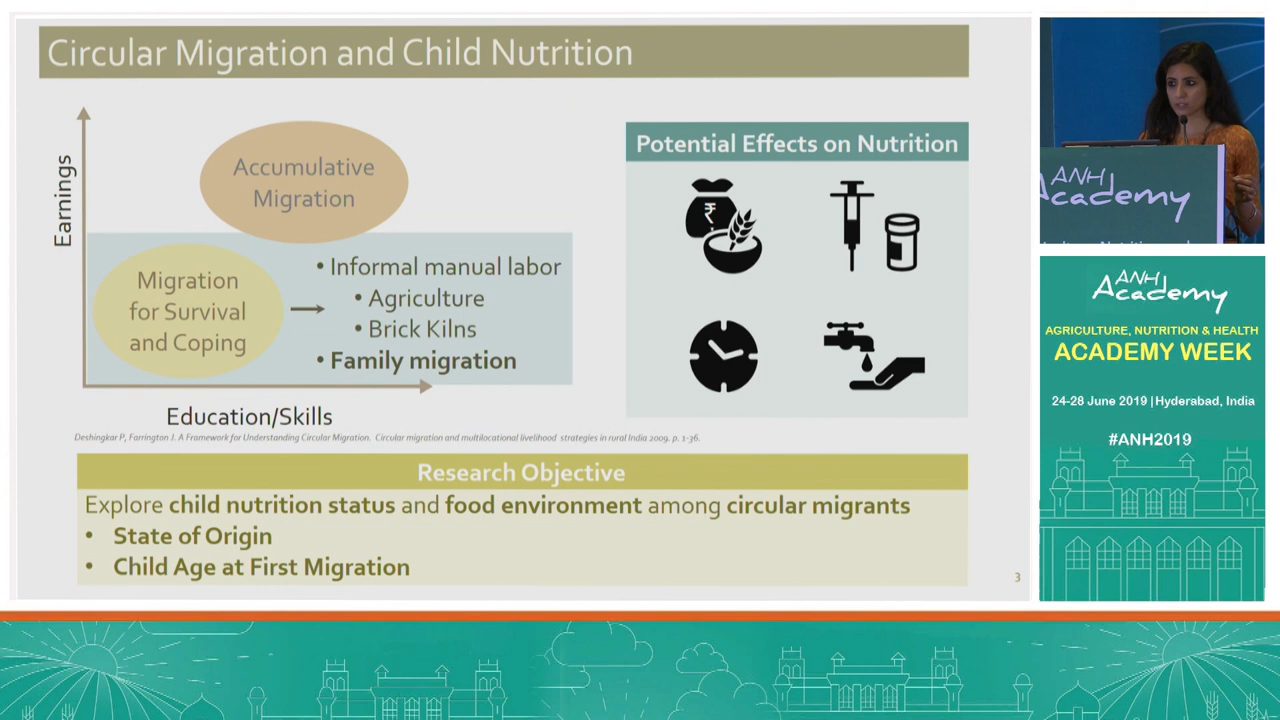 Circular Migration and Child Nutrition
Earnings
Accumulative
Migration
Migration
for Survival
and Coping
• Informal manual labor
• Agriculture
• Brick Kilns
• Family migration
Education/Skills
Potential Effects on Nutrition
₹
Deshingkar P, Farrington J. A Framework for Understanding Circular Migration. Circular migration and multilocational livelihood strategies in rural India 2009. p. 1-36.
Research Objective
Explore child nutrition status and food environment among circular migrants
• State of Origin
• Child Age at First Migration
3
ANH
Academy
ANH
Academy
AGRICULTURE, NUTRITION & HEALTH
ACADEMY WEEK
24-28 June 2019 | Hyderabad, India
#ANH2019